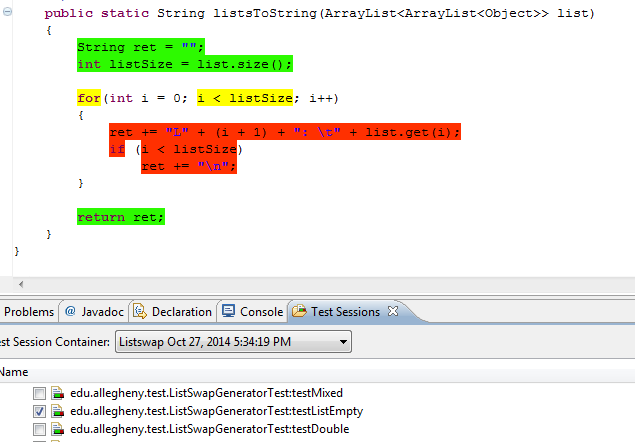 public static String listsToString(ArrayList<ArrayList<Object>> list)
{
String ret = "";
int listSize = list.size();
for(int i = 0; i < listSize; i++)
{
ret += "L" + (i + 1) + ": \t" + list.get(i);
if (i < listSize)
ret += "\n";
}
return ret;
}
}
Problems @ Javadoc Declaration Console Test Sessions
est Session Container: Listswap Oct 27, 2014 5:34:19 PM
Name
edu.allegheny.test.ListSwapGeneratorTest:testMixed
edu.allegheny.test.ListSwapGeneratorTest:testListEmpty
edu.allegheny.test.ListSwapGeneratorTest:testDouble